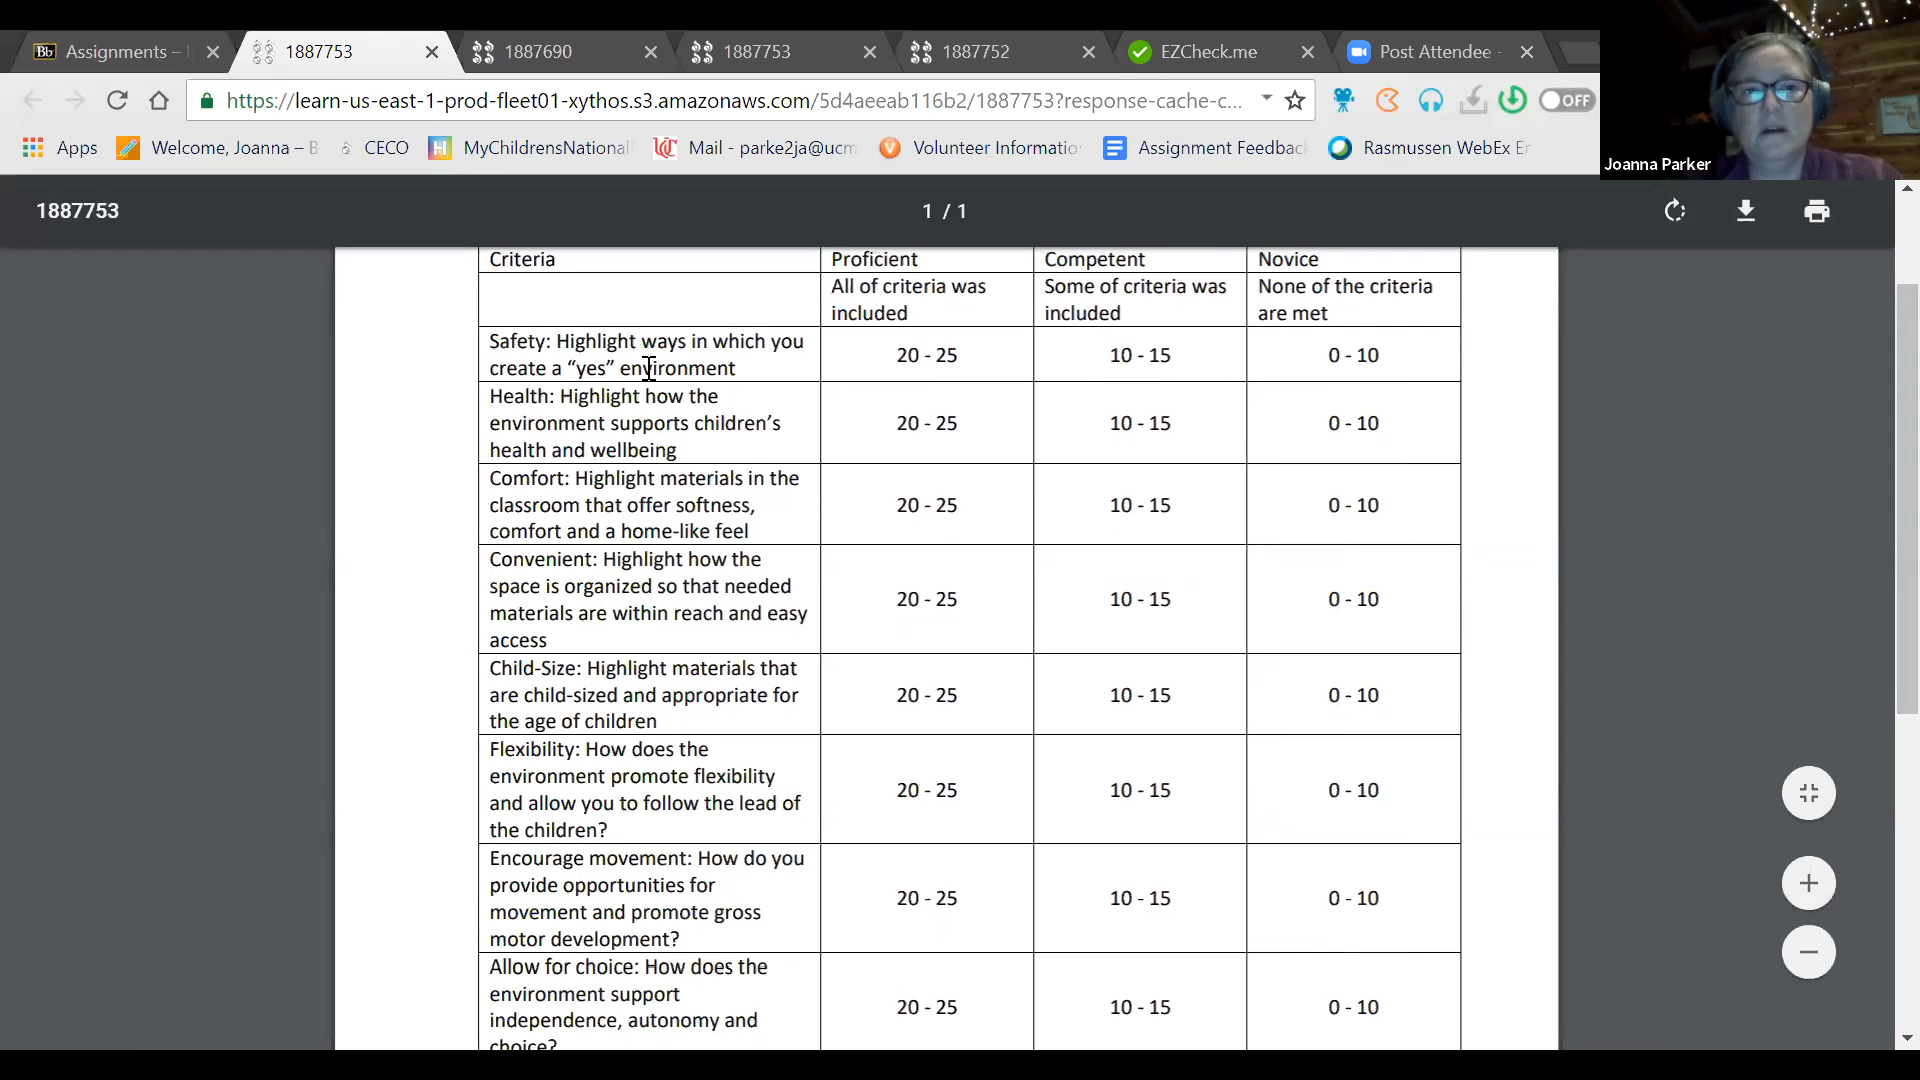 Assignments –
1887753
1887690
1887753
1887752
EZCheck.me
Post Attendee -
https://learn-us-east-1-prod-fleet01-xythos.s3.amazonaws.com/5d4aeeab116b2/1887753?response-cache-c...
OFF
Apps
Welcome, Joanna –
CECO
MyChildrensNational
Mail - parke2ja@ucm
Volunteer Informatio
Assignment Feedbac
Rasmussen WebEx En
Joanna Parker
1887753
1 / 1
Criteria Proficient Competent Novice
All of criteria was included Some of criteria was included None of the criteria are met
Safety: Highlight ways in which you
create a “yes” environment
20 - 25 10 - 15 0 - 10
Health: Highlight how the
environment supports children’s
health and wellbeing
20 - 25 10 - 15 0 - 10
Comfort: Highlight materials in the
classroom that offer softness,
comfort and a home-like feel
20 - 25 10 - 15 0 - 10
Convenient: Highlight how the
space is organized so that needed
materials are within reach and easy
access
20 - 25 10 - 15 0 - 10
Child-Size: Highlight materials that
are child-sized and appropriate for
the age of children
20 - 25 10 - 15 0 - 10
Flexibility: How does the
environment promote flexibility
and allow you to follow the lead of
the children?
20 - 25 10 - 15 0 - 10
Encourage movement: How do you
provide opportunities for
movement and promote gross
motor development?
20 - 25 10 - 15 0 - 10
Allow for choice: How does the
environment support
independence, autonomy and
choice?
20 - 25 10 - 15 0 - 10